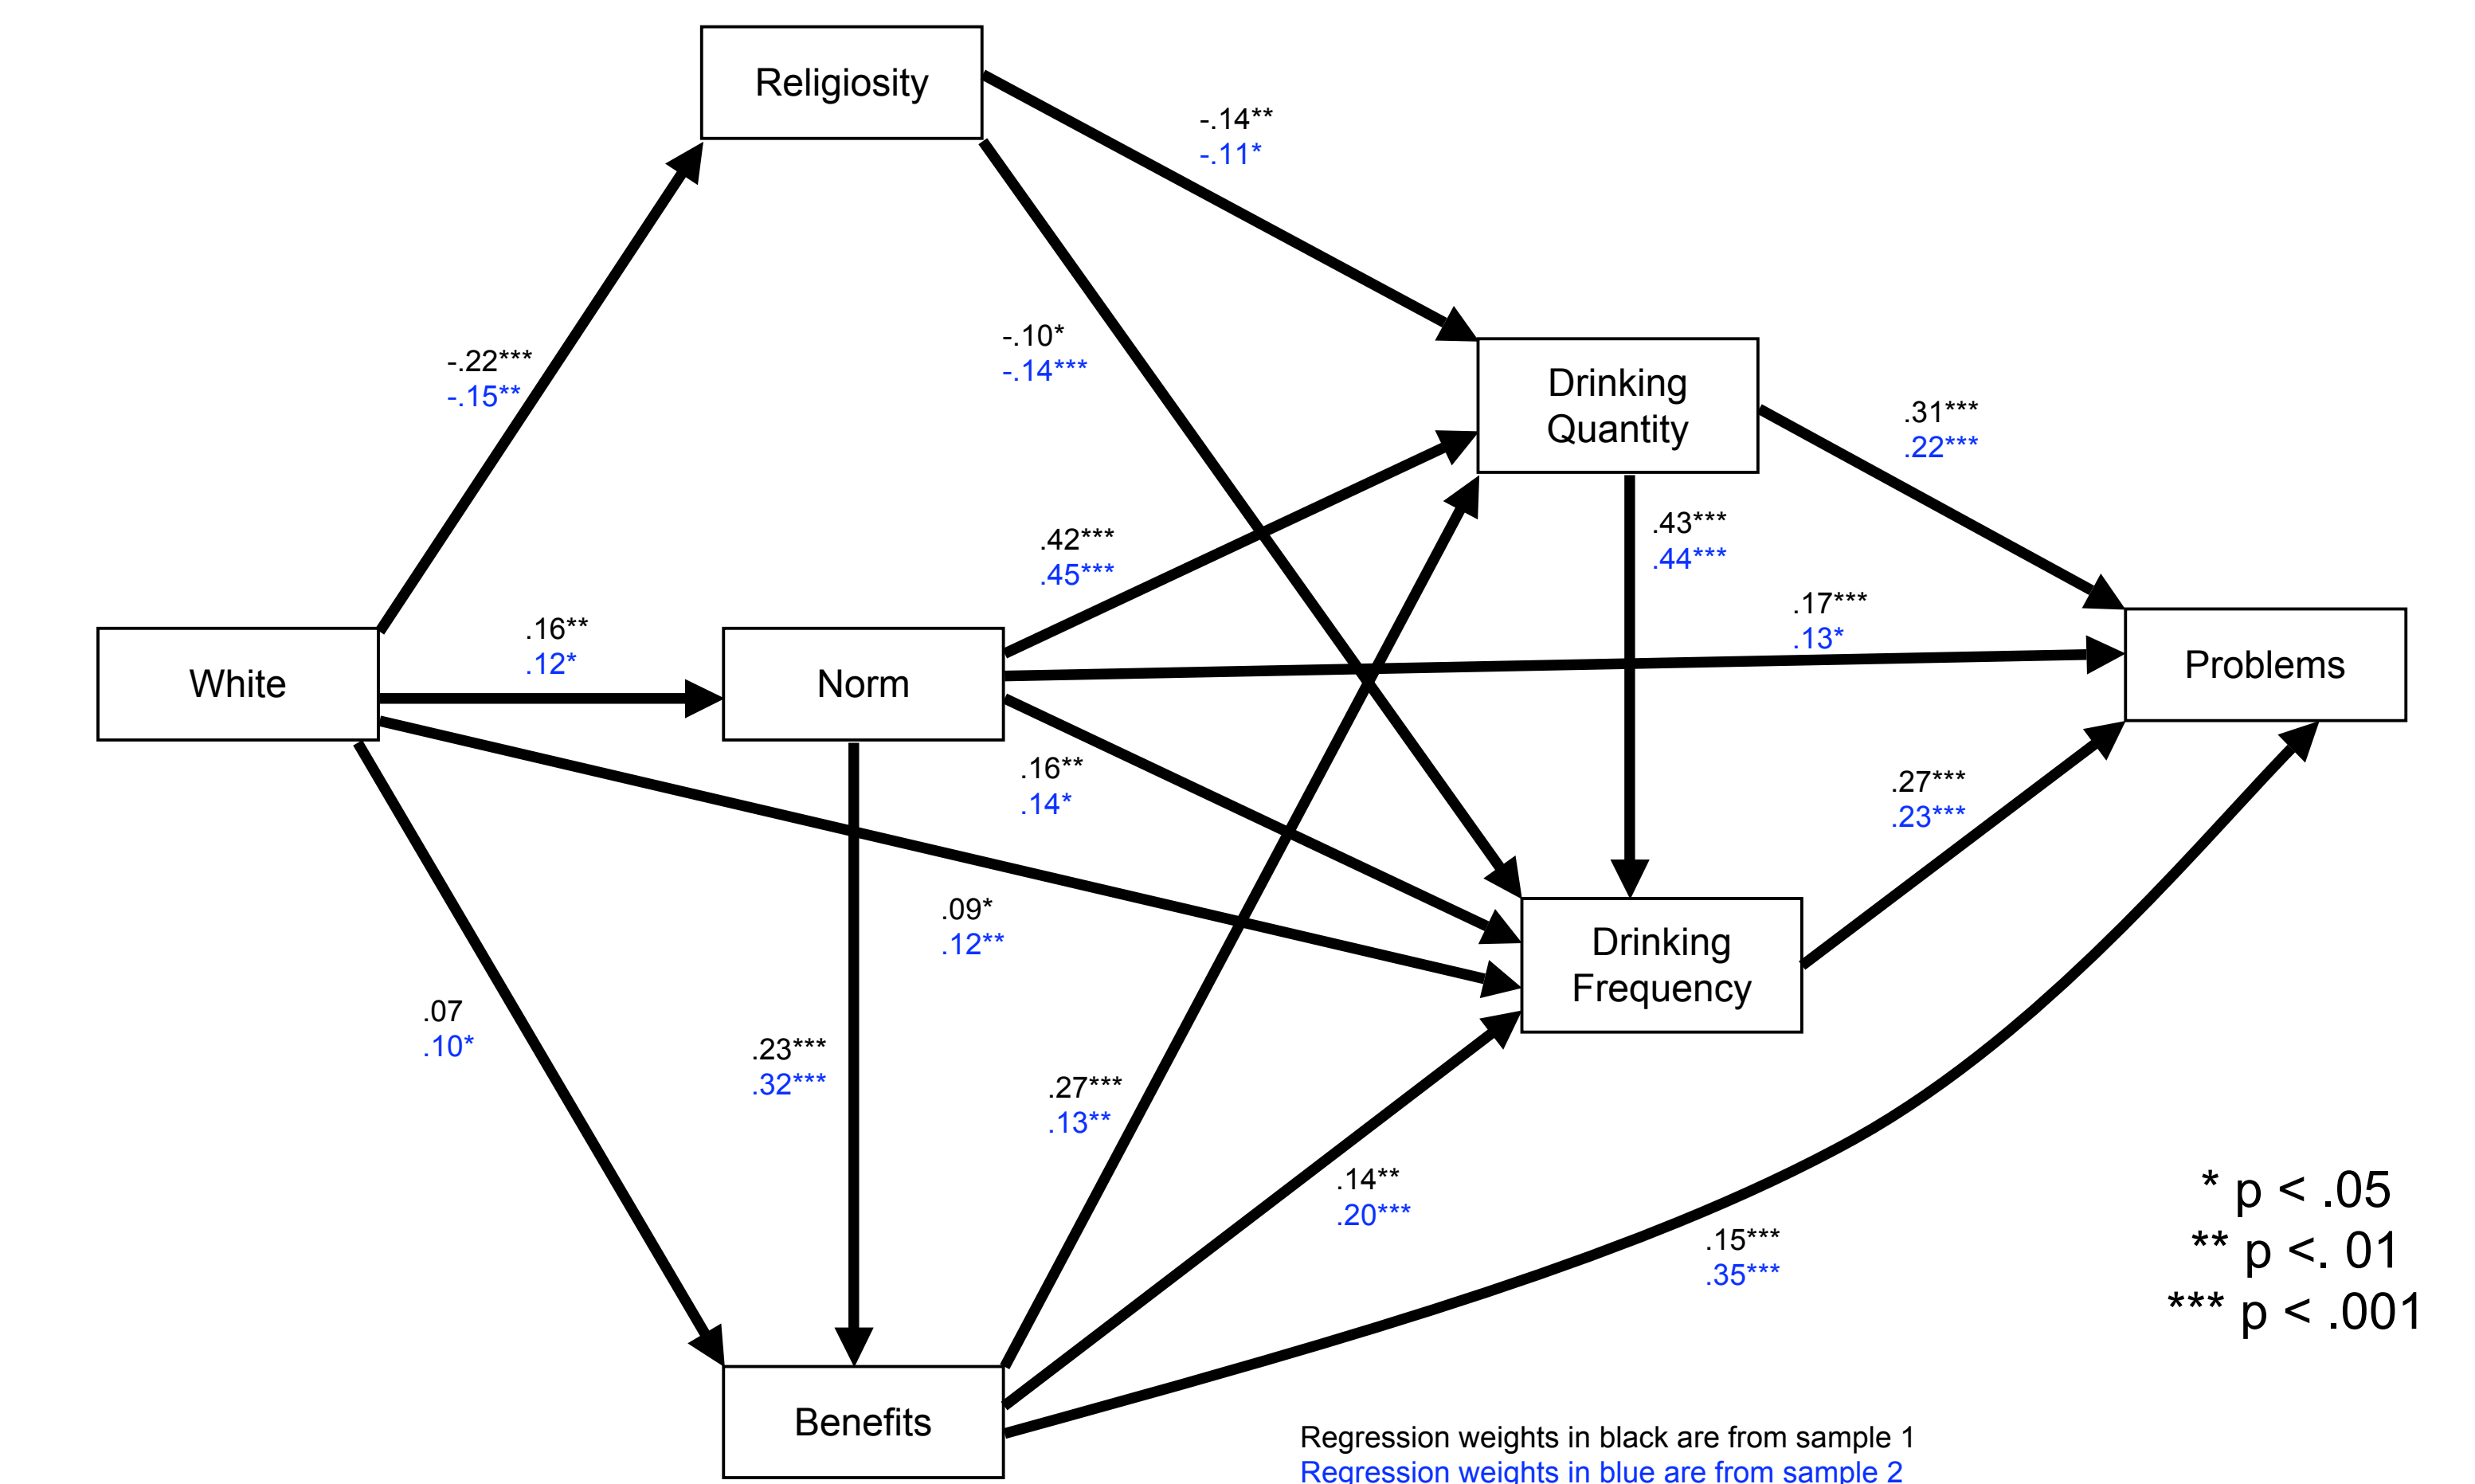 Religiosity
-.14**
-.11*
-.22***
-.15**
-.10*
-.14***
Drinking
Quantity
.31***
.22***
.42***
.45***
.43***
.44***
.17***
.13*
White
.16**
.12*
Norm
Problems
.16**
.14*
.27***
.23***
.09*
.12**
Drinking
Frequency
.07
.10*
.23***
.32***
.27***
.13**
.14**
.20***
.15***
.35***
* p < .05
** p <. 01
*** p < .001
Benefits
Regression weights in black are from sample 1
Regression weights in blue are from sample 2